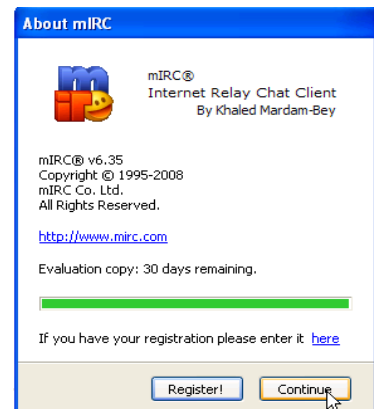 About mIRC
mIRC®
Internet Relay Chat Client
By Khaled Mardam-Bey
mIRC® v6.35
Copyright © 1995-2008
mIRC Co. Ltd.
All Rights Reserved.
http://www.mirc.com
Evaluation copy: 30 days remaining.
If you have your registration please enter it here
Register! Continue